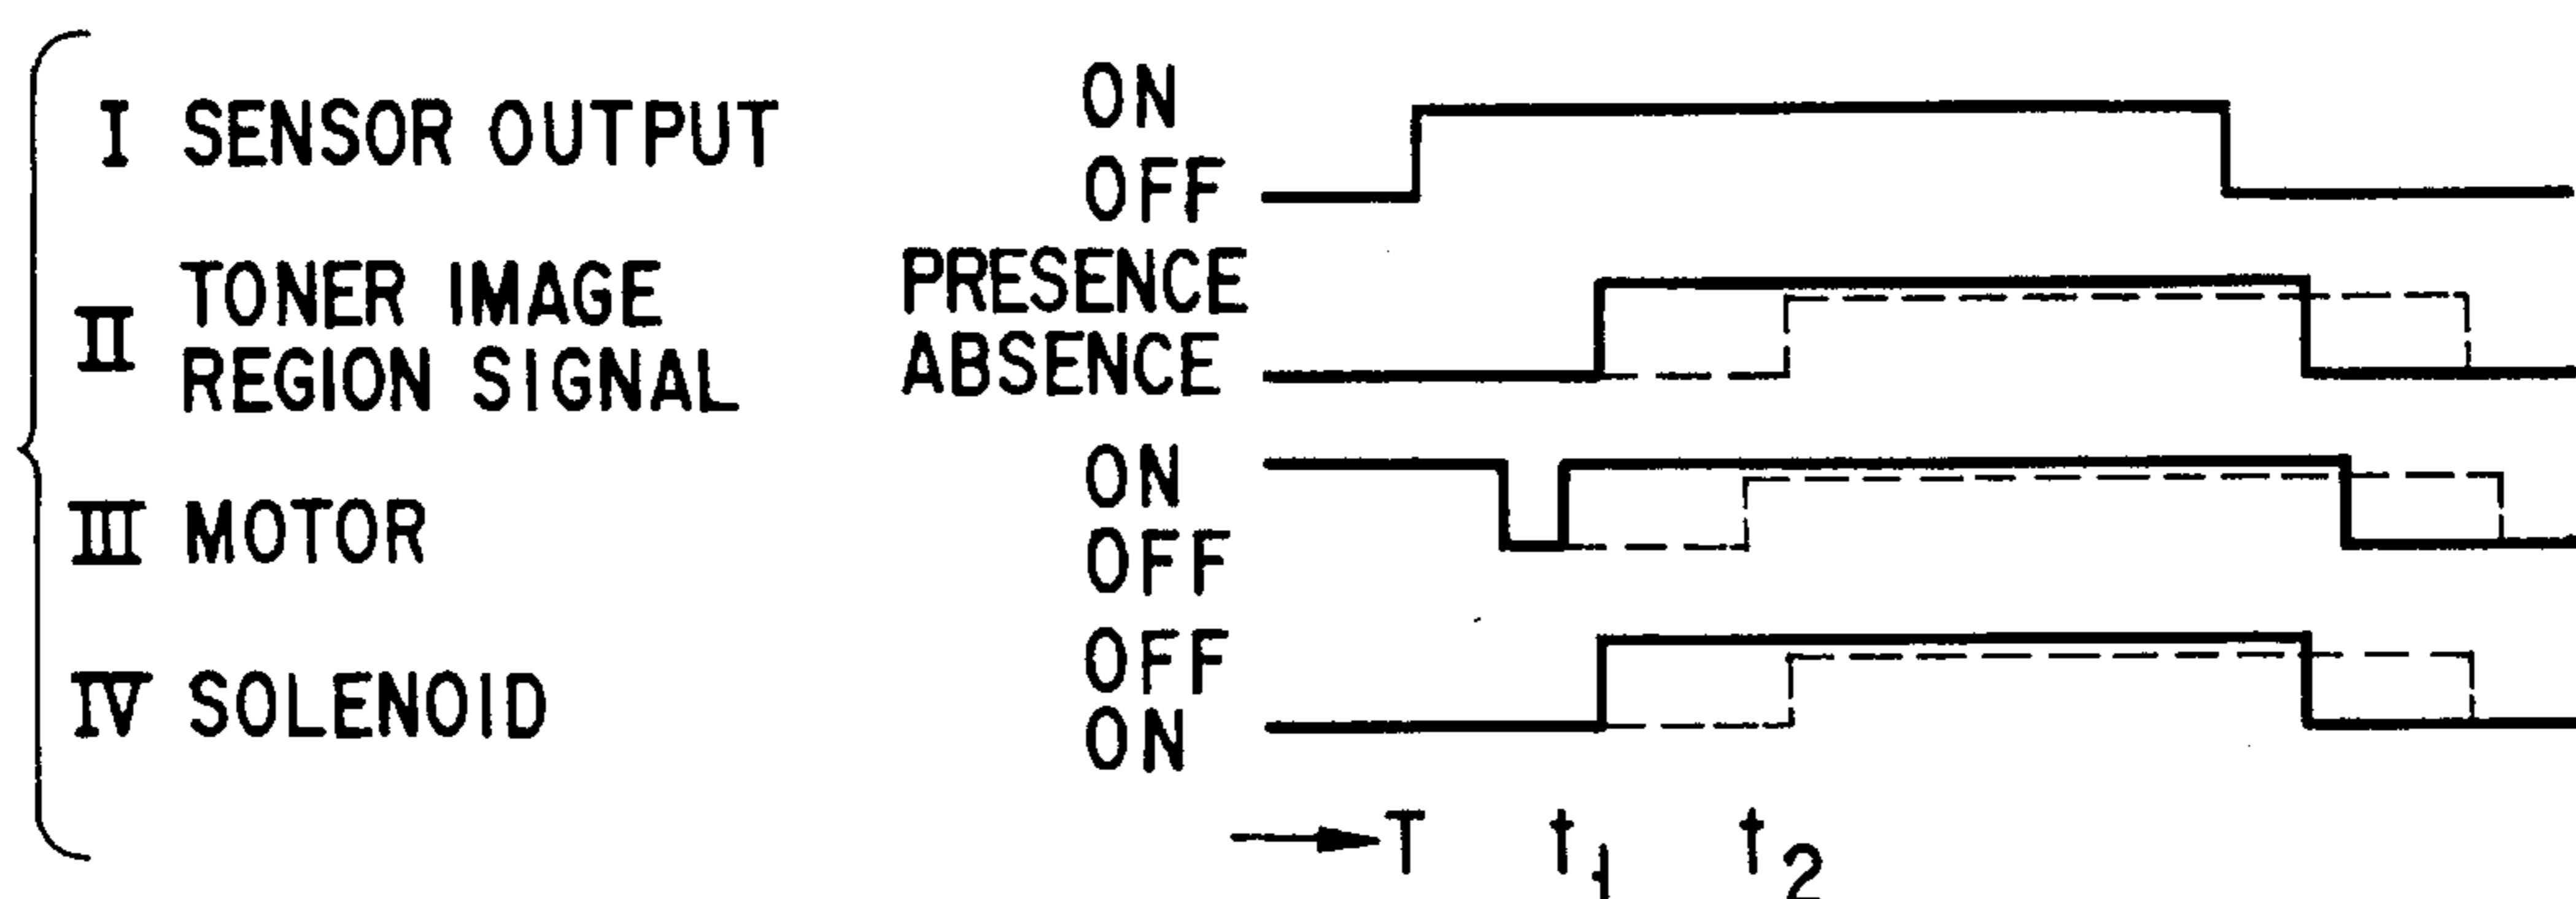 I SENSOR OUTPUT
ON
OFF
II TONER IMAGE
REGION SIGNAL
PRESENCE
ABSENCE
III MOTOR
ON
OFF
IV SOLENOID
OFF
ON
T t1 t2